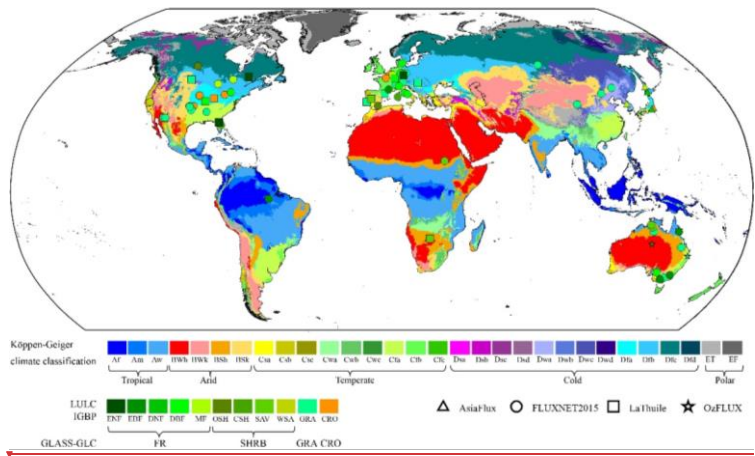 Köppen-Geiger
climate classification
Af Am Aw BWh BWk BSh BSk Csa Csb Csc Cwa Cwb Cwc Cfa Cfb Cfc Dsa Dsb Dsc Dsd Dwa Dwb Dwc Dwd Dfa Dfb Dfc Dfd ET EF
Tropical Arid Temperate Cold Polar
LULC
IGBP
ENF EBF DNF DBF MF OSH CSH SAV WSA GRA CRO
GLASS-GLC FR SHRB GRA CRO
AsiaFlux FLUXNET2015 LaThuile OzFLUX